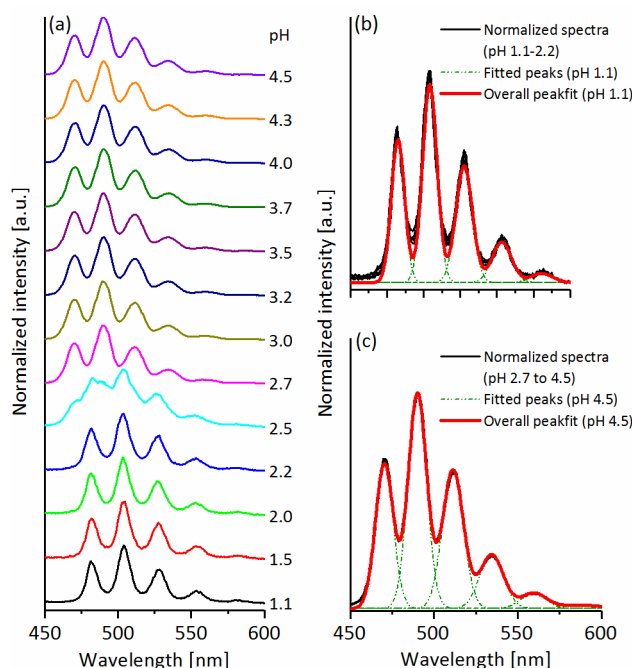 (a)
pH
4.5
4.3
4.0
3.7
3.5
3.2
3.0
2.7
2.5
2.2
2.0
1.5
1.1
Normalized intensity [a.u.]
450 500 550 600
Wavelength [nm]
(b)
Normalized spectra
(pH 1.1-2.2)
Fitted peaks (pH 1.1)
Overall peakfit (pH 1.1)
Normalized intensity [a.u.]
(c)
Normalized spectra
(pH 2.7 to 4.5)
Fitted peaks (pH 4.5)
Overall peakfit (pH 4.5)
450 500 550 600
Wavelength [nm]